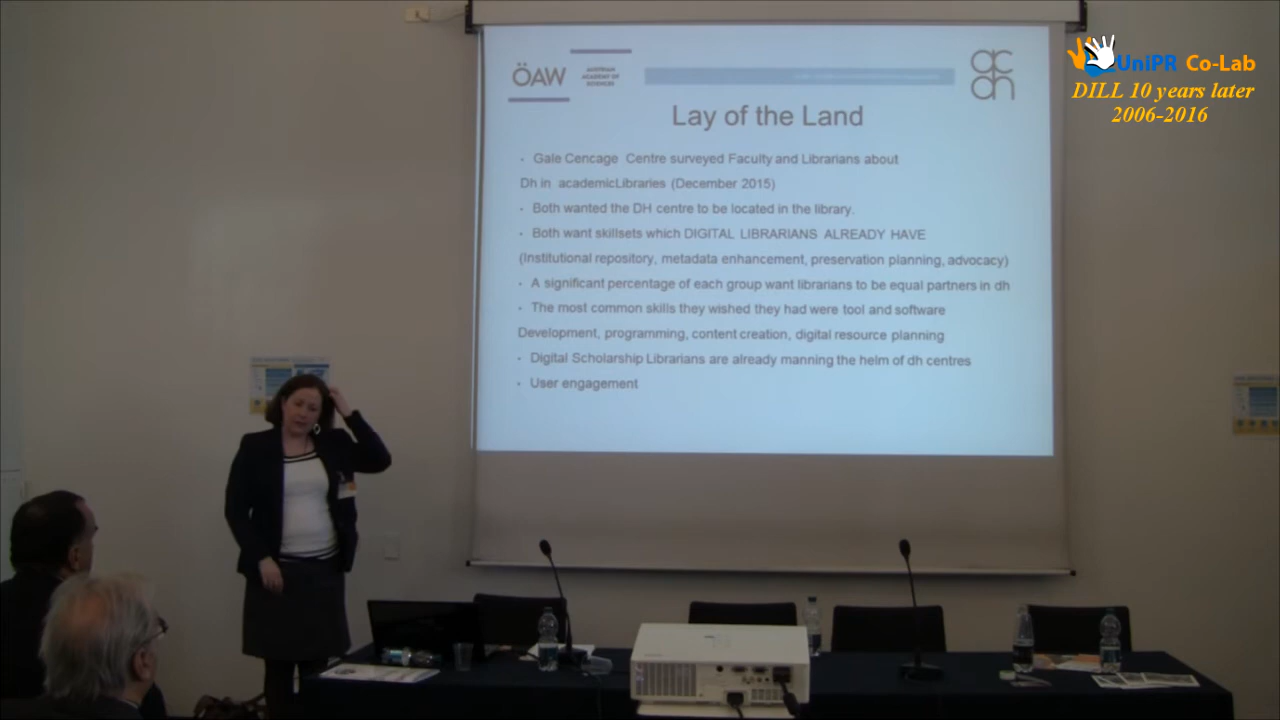 UniPR Co-Lab
DILL 10 years later
2006-2016
ÖAW
AUSTRIAN
ACADEMY OF
SCIENCES
ac
dh
Lay of the Land
• Gale Cencage Centre surveyed Faculty and Librarians about
Dh in academicLibraries (December 2015)
• Both wanted the DH centre to be located in the library.
• Both want skillsets which DIGITAL LIBRARIANS ALREADY HAVE
(Institutional repository, metadata enhancement, preservation planning, advocacy)
• A significant percentage of each group want librarians to be equal partners in dh
• The most common skills they wished they had were tool and software
Development, programming, content creation, digital resource planning
• Digital Scholarship Librarians are already manning the helm of dh centres
• User engagement